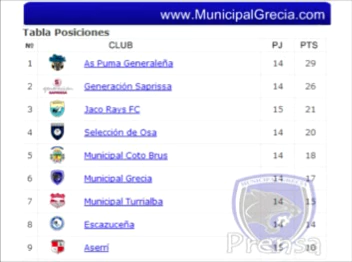 www.MunicipalGrecia.com
Tabla Posiciones
Nº CLUB PJ PTS
1 As Puma Generaleña 14 29
2 Generación Saprissa 14 26
3 Jaco Rays FC 15 21
4 Selección de Osa 14 20
5 Municipal Coto Brus 14 18
6 Municipal Grecia 14 17
7 Municipal Turrialba 14 15
8 Escazuceña 14 14
9 Aserrí 15 10
Prensa